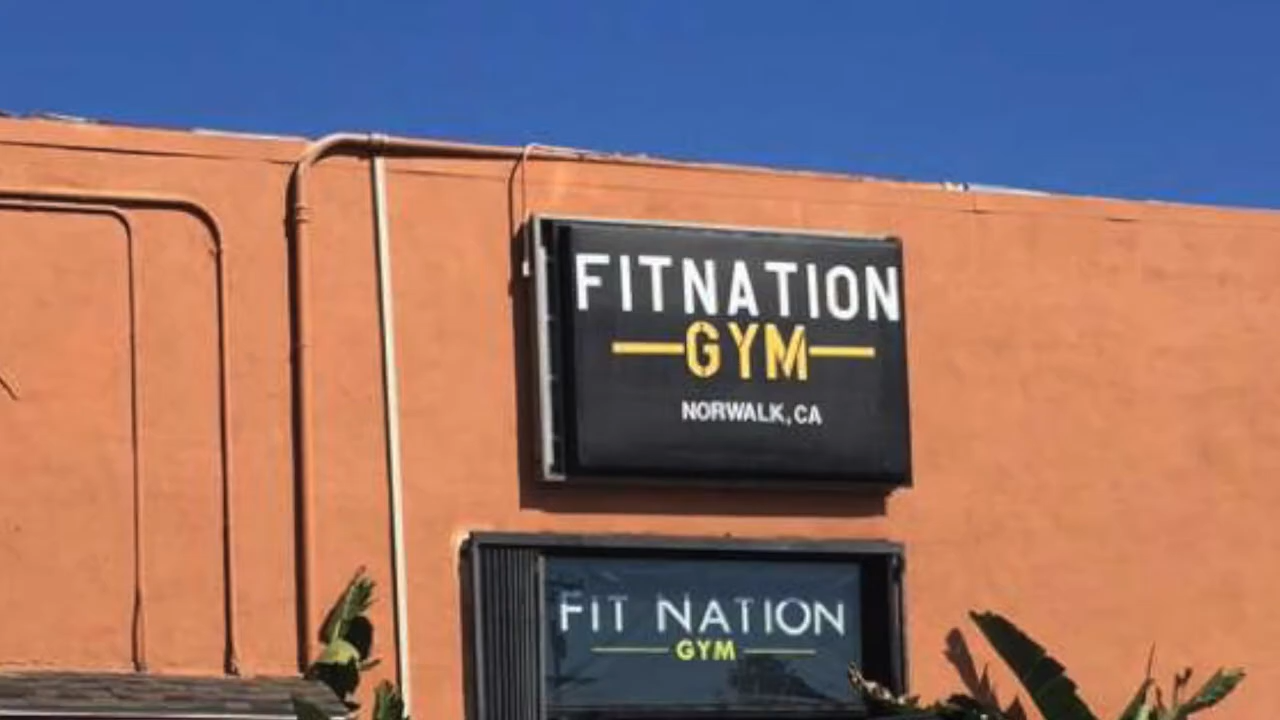 FITNATION
GYM
NORWALK, CA
FIT NATION
GYM